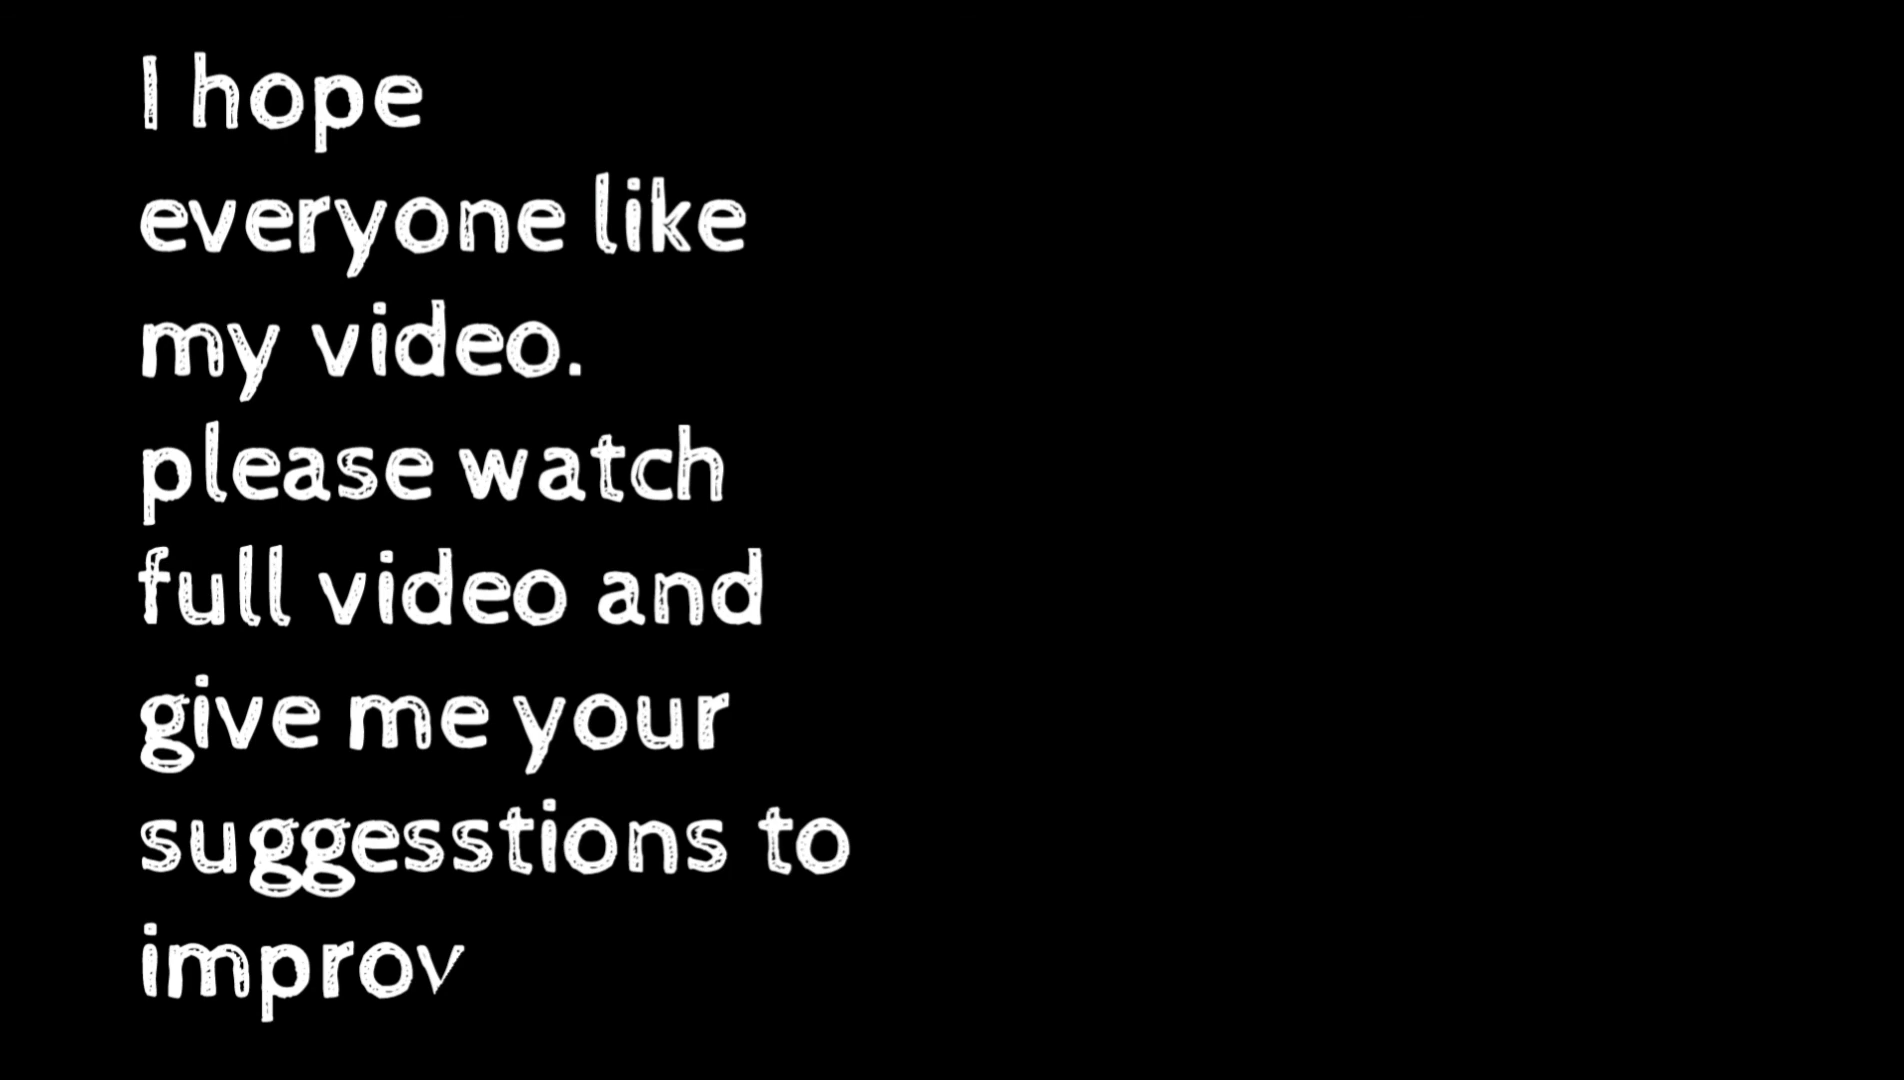 I hope
everyone like
my video.
please watch
full video and
give me your
suggesstions to
improv